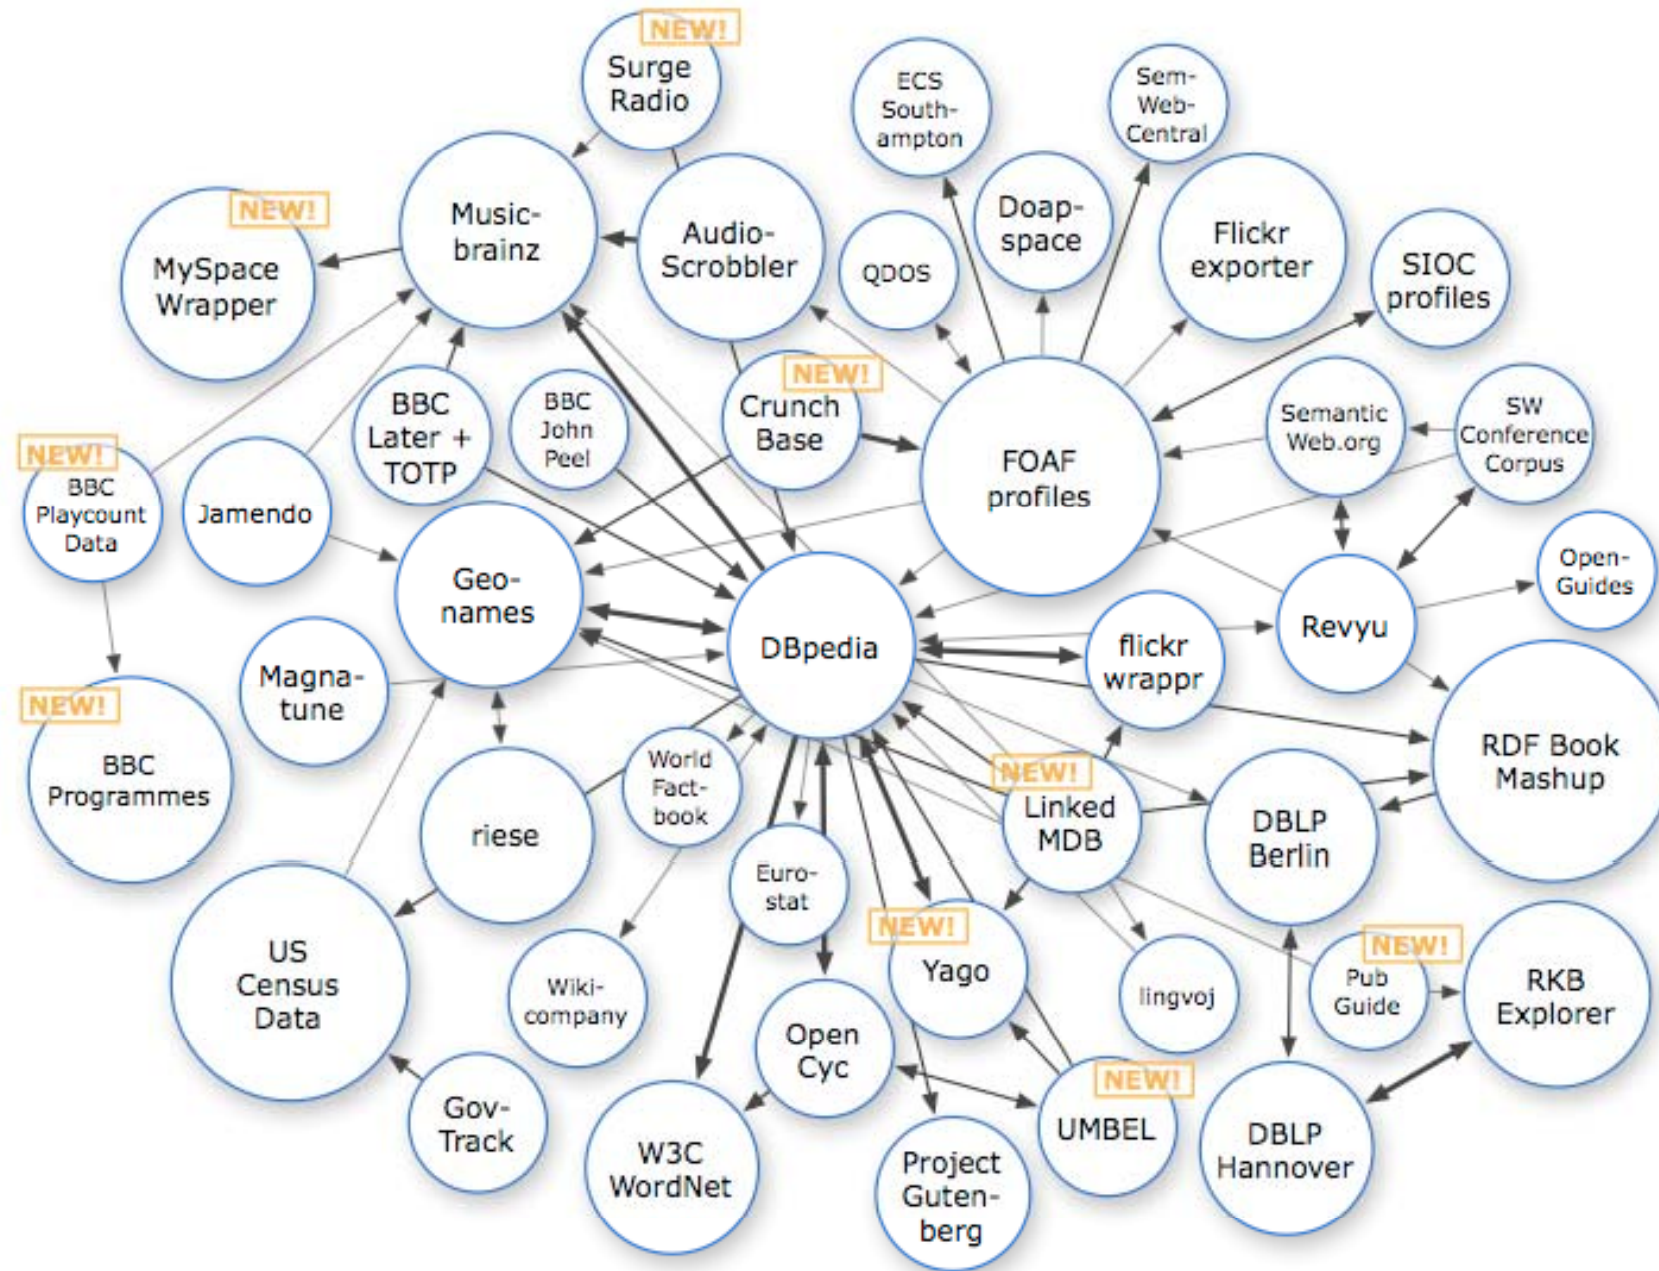 NEW!
Surge
Radio
ECS
South-
ampton
Sem-
Web-
Central
NEW!
MySpace
Wrapper
Music-
brainz
Audio-
Scrobbler
QDOS
Doap-
space
Flickr
exporter
SIOC
profiles
NEW!
BBC
Playcount
Data
Jamendo
BBC
Later +
TOTP
BBC
John
Peel
NEW!
Crunch
Base
FOAF
profiles
Semantic
Web.org
SW
Conference
Corpus
Open-
Guides
Geo-
names
DBpedia
flickr
wrappr
Revyu
Magna-
tune
NEW!
BBC
Programmes
riese
World
Fact-
book
NEW!
Linked
MDB
DBLP
Berlin
RDF Book
Mashup
US
Census
Data
Wiki-
company
Euro-
stat
NEW!
Yago
lingvoj
NEW!
Pub
Guide
RKB
Explorer
Gov-
Track
W3C
WordNet
Open
Cyc
Project
Guten-
berg
NEW!
UMBEL
DBLP
Hannover